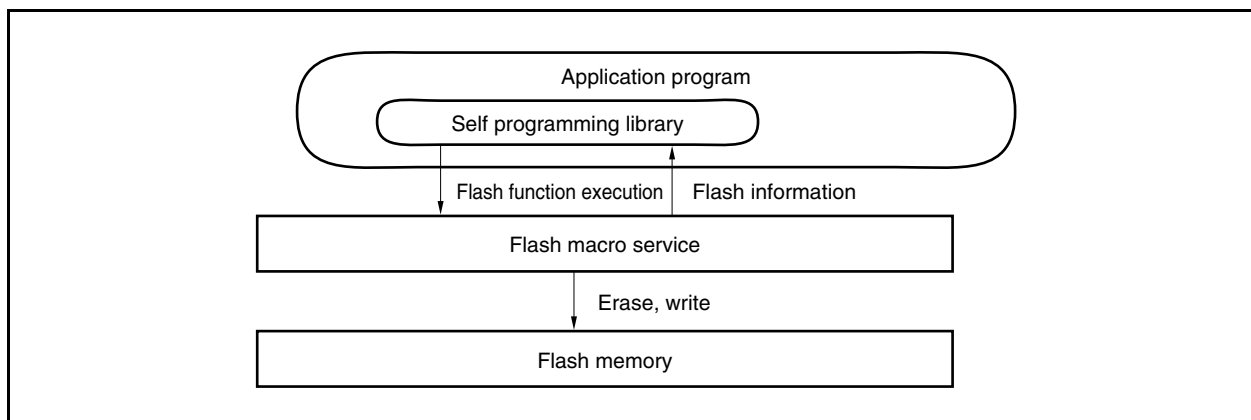 Application program
Self programming library
Flash function execution
Flash information
Flash macro service
Erase, write
Flash memory